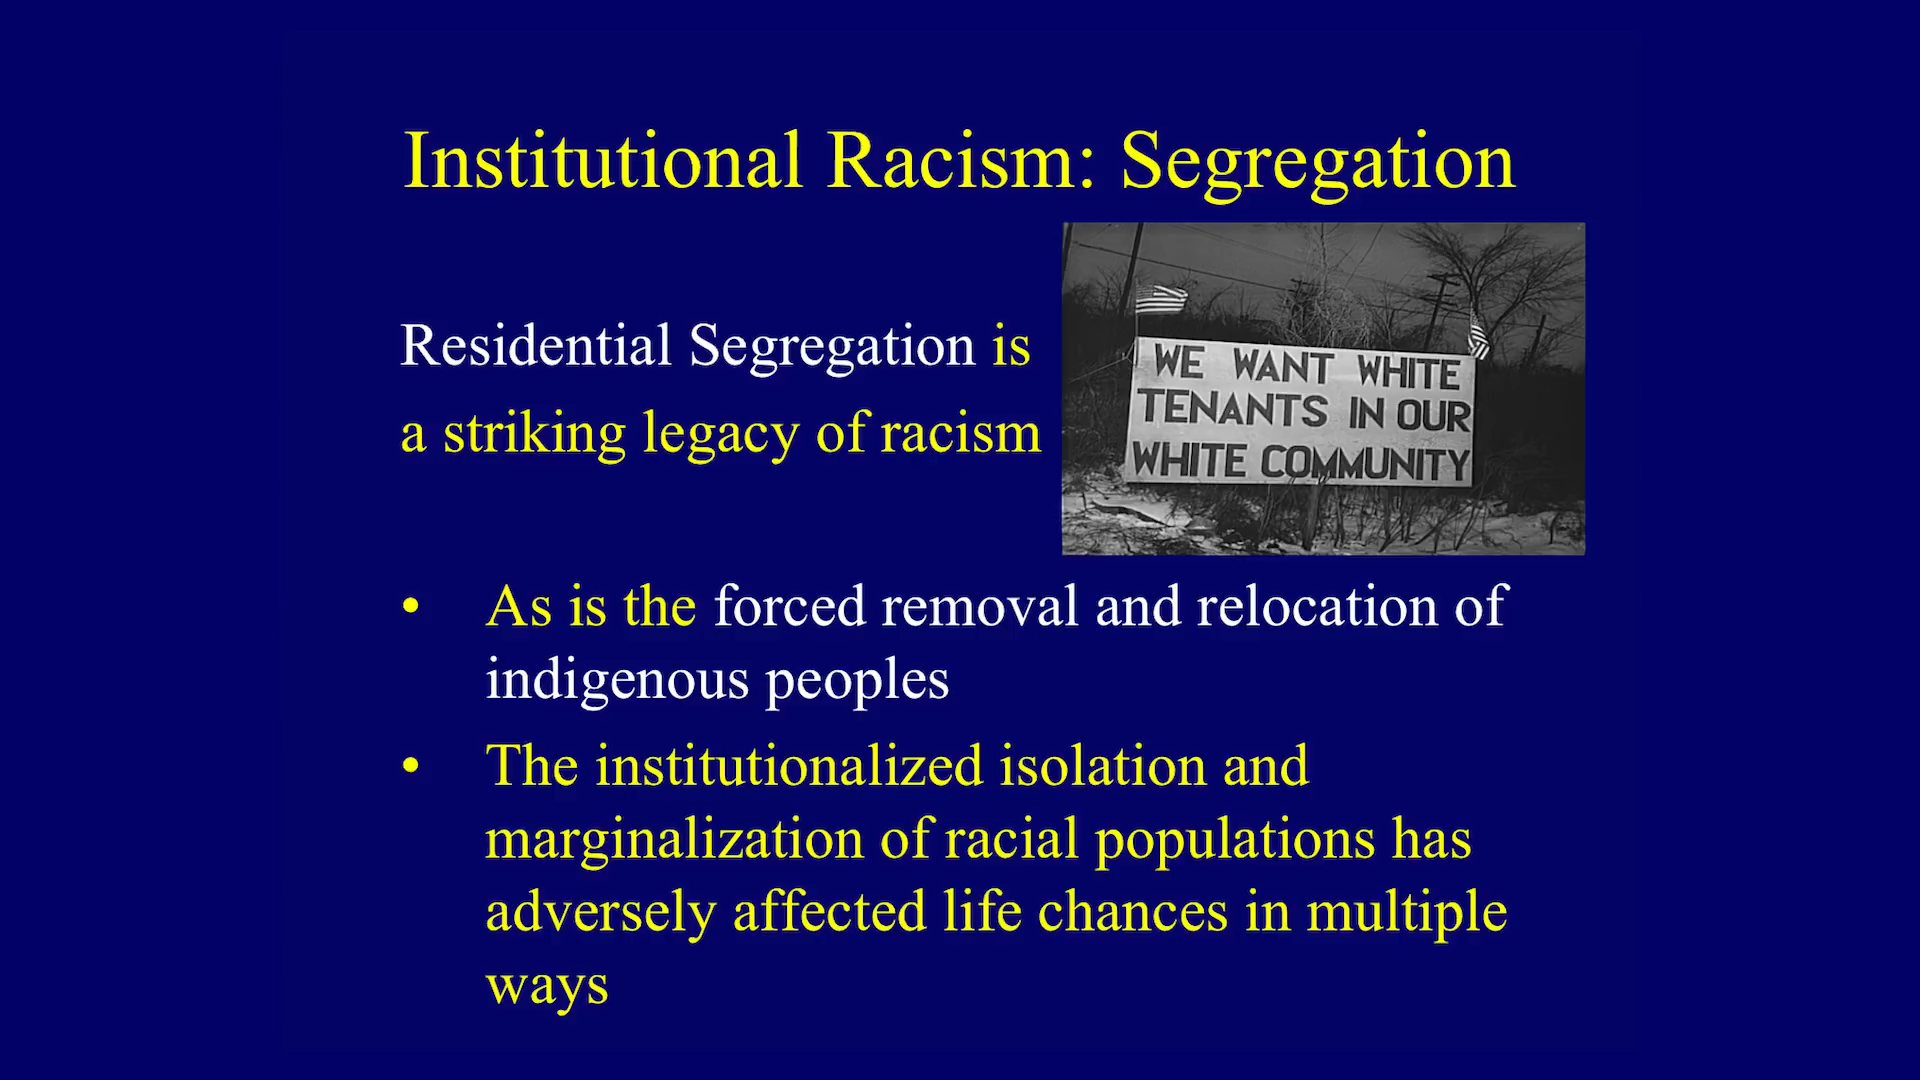 Institutional Racism: Segregation
Residential Segregation is
a striking legacy of racism
WE WANT WHITE
TENANTS IN OUR
WHITE COMMUNITY
• As is the forced removal and relocation of
indigenous peoples
• The institutionalized isolation and
marginalization of racial populations has
adversely affected life chances in multiple
ways